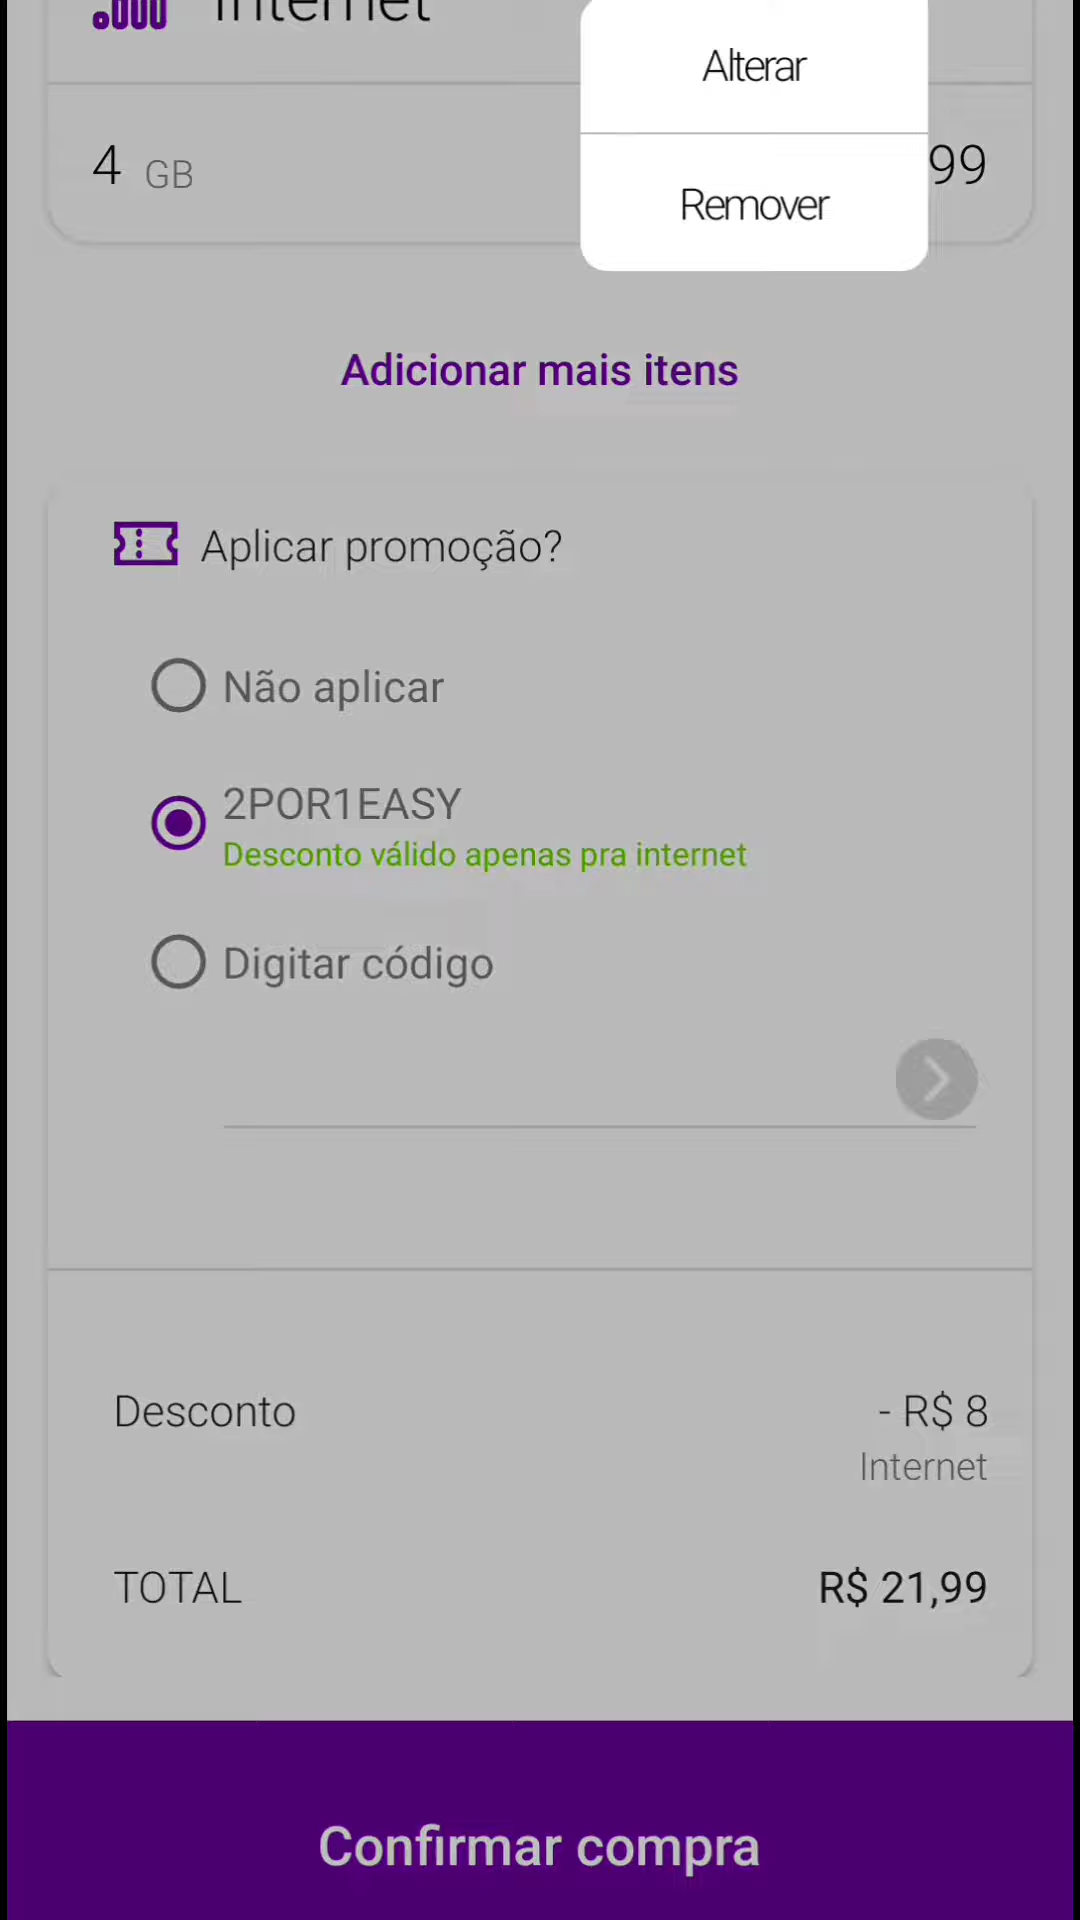 Internet
Alterar
4 GB
99
Remover
Adicionar mais itens
Aplicar promoção?
Não aplicar
2POR1EASY
Desconto válido apenas pra internet
Digitar código
Desconto
- R$ 8
Internet
TOTAL
R$ 21,99
Confirmar compra